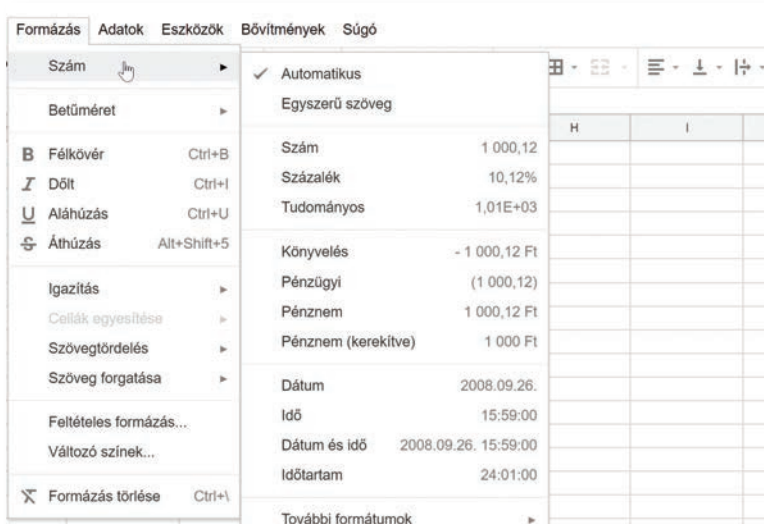 Formázás Adatok Eszközök Bővítmények Súgó
Szám
Betűméret
B Félkövér Ctrl+B
I Dőlt Ctrl+I
U Aláhúzás Ctrl+U
S Áthúzás Alt+Shift+5
Igazítás
Cellák egyesítése
Szövegtördelés
Szöveg forgatása
Feltételes formázás...
Változó színek...
Formázás törlése Ctrl+\
Automatikus
Egyszerű szöveg
Szám 1 000,12
Százalék 10,12%
Tudományos 1,01E+03
Könyvelés - 1 000,12 Ft
Pénzügyi (1 000,12)
Pénznem 1 000,12 Ft
Pénznem (kerekítve) 1 000 Ft
Dátum 2008.09.26.
Idő 15:59:00
Dátum és idő 2008.09.26. 15:59:00
Időtartam 24:01:00
További formátumok
H I